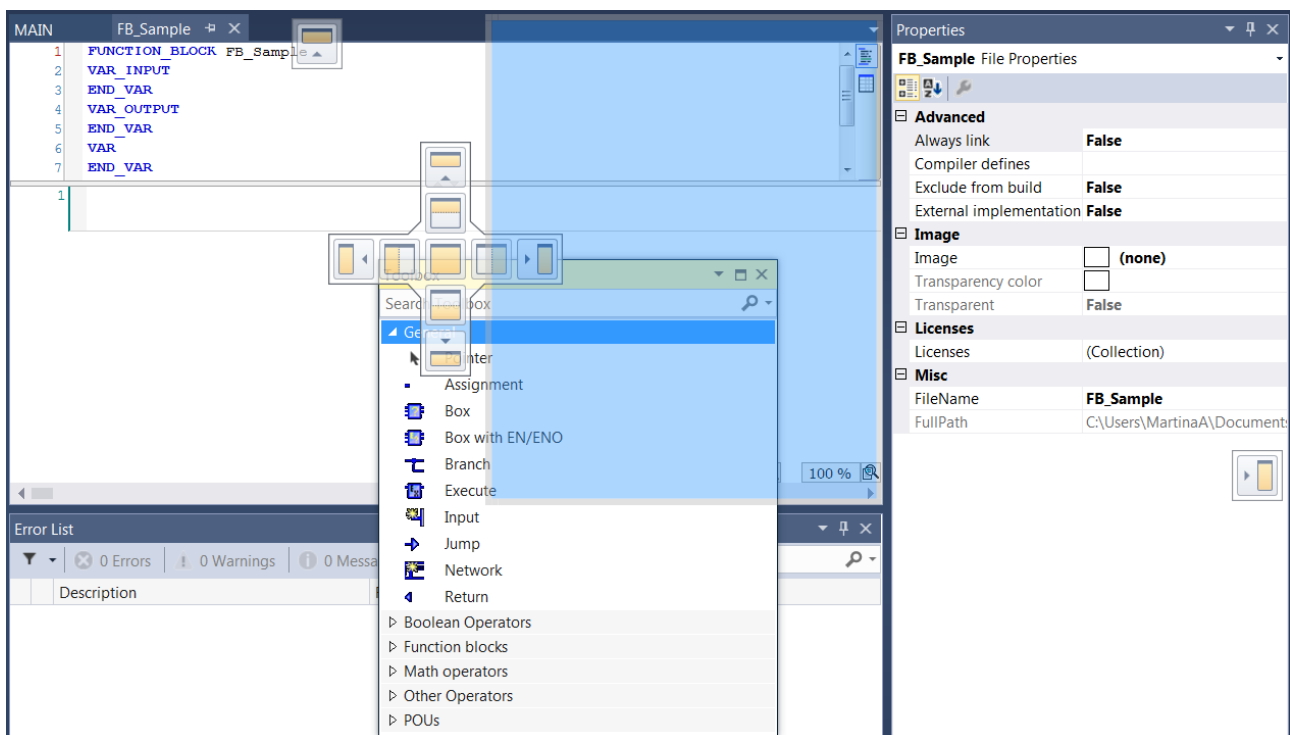 MAIN FB_Sample
1 FUNCTION_BLOCK FB_Sample
2 VAR_INPUT
3 END_VAR
4 VAR_OUTPUT
5 END_VAR
6 VAR
7 END_VAR
1
100 %
Toolbox
Search Toolbox
General
Pointer
Assignment
Box
Box with EN/ENO
Branch
Execute
Input
Jump
Network
Return
Boolean Operators
Function blocks
Math operators
Other Operators
POUs
Error List
0 Errors 0 Warnings 0 Messa
Description
Properties
FB_Sample File Properties
Advanced
Always link False
Compiler defines
Exclude from build False
External implementation False
Image
Image (none)
Transparency color
Transparent False
Licenses
Licenses (Collection)
Misc
FileName FB_Sample
FullPath C:\Users\MartinaA\Documents